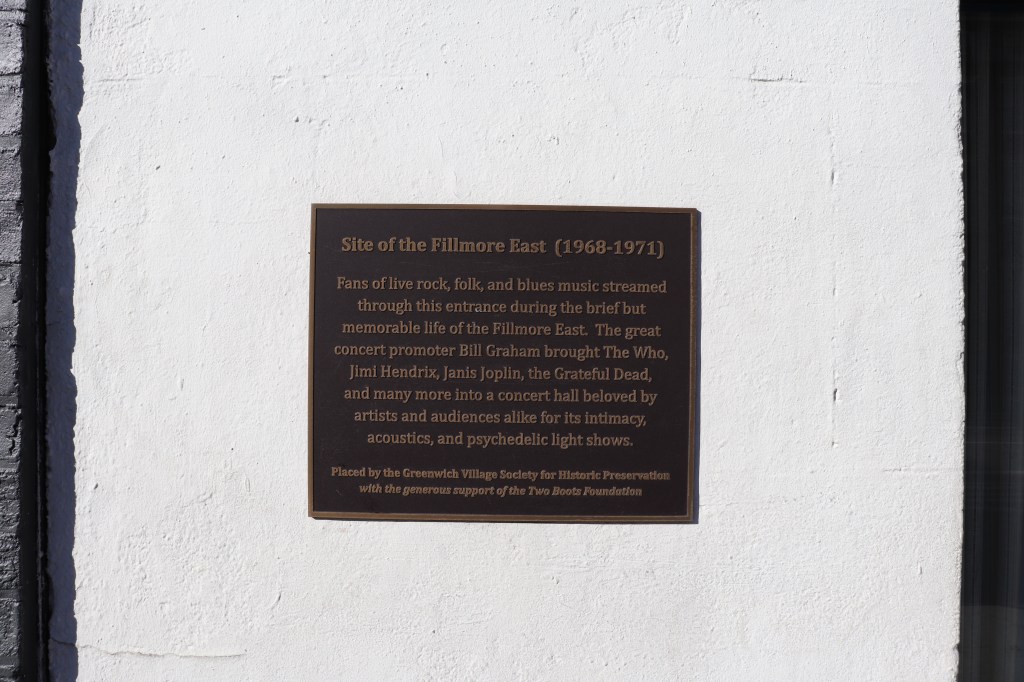 Site of the Fillmore East (1968-1971)
Fans of live rock, folk, and blues music streamed
through this entrance during the brief but
memorable life of the Fillmore East. The great
concert promoter Bill Graham brought The Who,
Jimi Hendrix, Janis Joplin, the Grateful Dead,
and many more into a concert hall beloved by
artists and audiences alike for its intimacy,
acoustics, and psychedelic light shows.
Placed by the Greenwich Village Society for Historic Preservation
with the generous support of the Two Boots Foundation